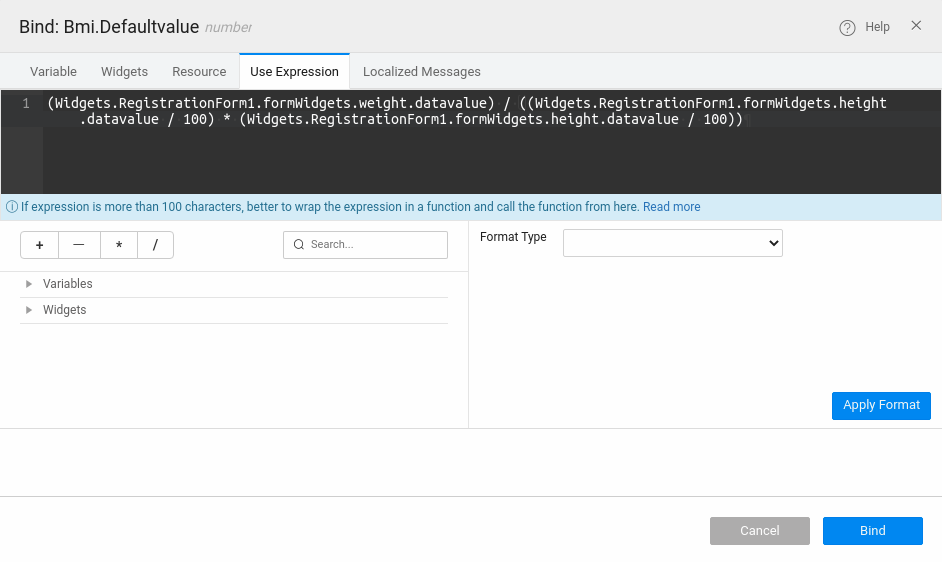 Bind: Bmi.Defaultvalue number
Help
Variable Widgets Resource Use Expression Localized Messages
1 (Widgets.RegistrationForm1.formWidgets.weight.datavalue) / ((Widgets.RegistrationForm1.formWidgets.height
.datavalue / 100) * (Widgets.RegistrationForm1.formWidgets.height.datavalue / 100))¶
If expression is more than 100 characters, better to wrap the expression in a function and call the function from here. Read more
+ — * /
Search...
Format Type
Variables
Widgets
Apply Format
Cancel Bind